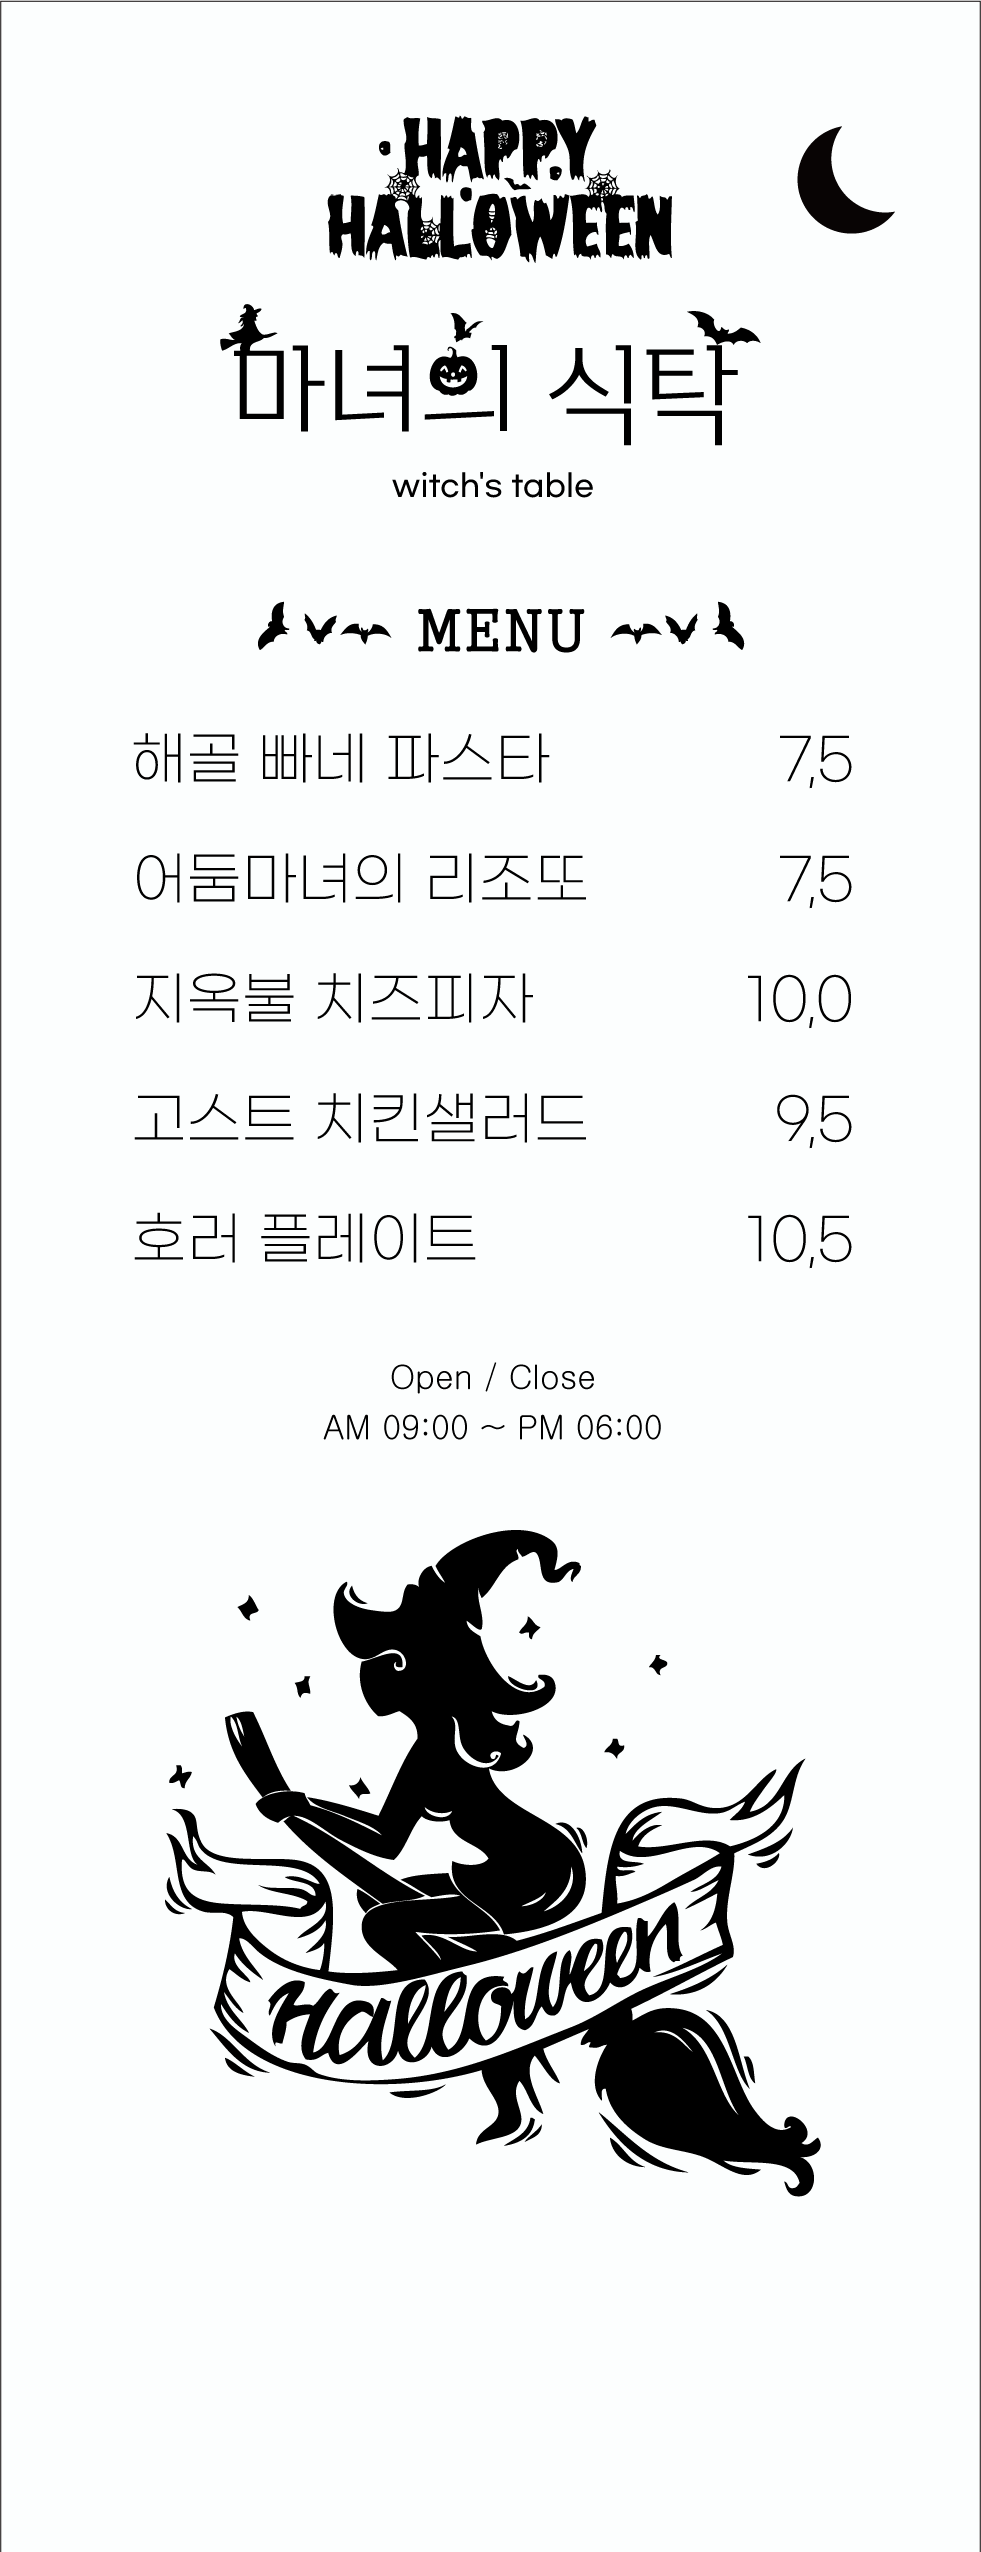 HAPPY
HALLOWEEN
마녀의 식탁
witch's table
MENU
해골 빠네 파스타 7,5
어둠마녀의 리조또 7,5
지옥불 치즈피자 10,0
고스트 치킨샐러드 9,5
호러 플레이트 10,5
Open / Close
AM 09:00 ~ PM 06:00
Halloween